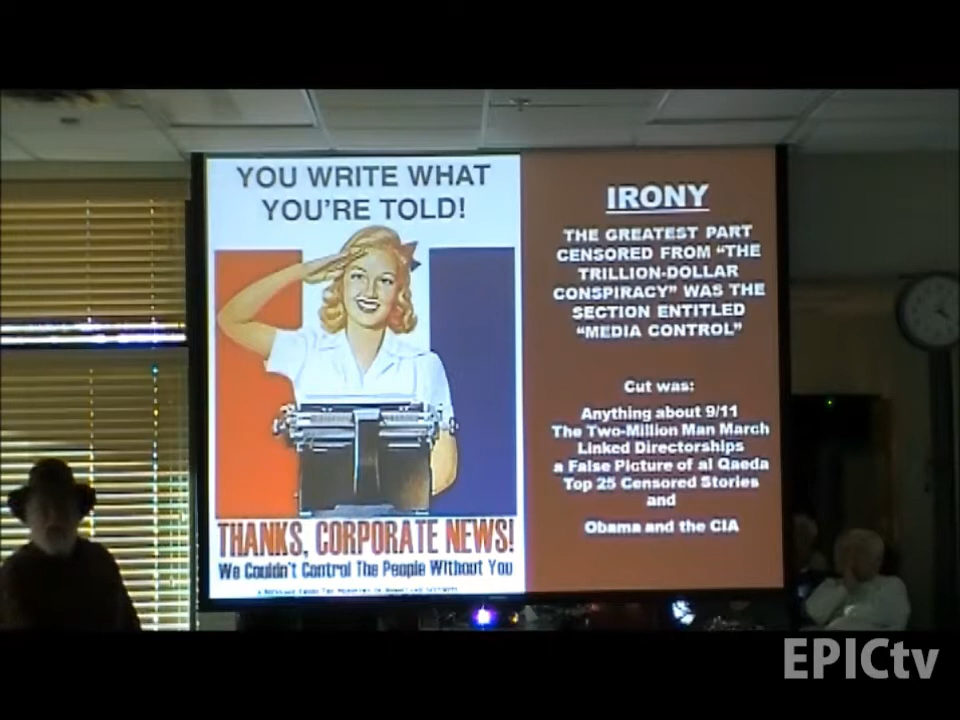 YOU WRITE WHAT
YOU'RE TOLD!
THANKS, CORPORATE NEWS!
We Couldn't Control The People Without You
IRONY
THE GREATEST PART
CENSORED FROM "THE
TRILLION-DOLLAR
CONSPIRACY" WAS THE
SECTION ENTITLED
"MEDIA CONTROL"
Cut was:
Anything about 9/11
The Two-Million Man March
Linked Directorships
a False Picture of al Qaeda
Top 25 Censored Stories
and
Obama and the CIA
EPICtv